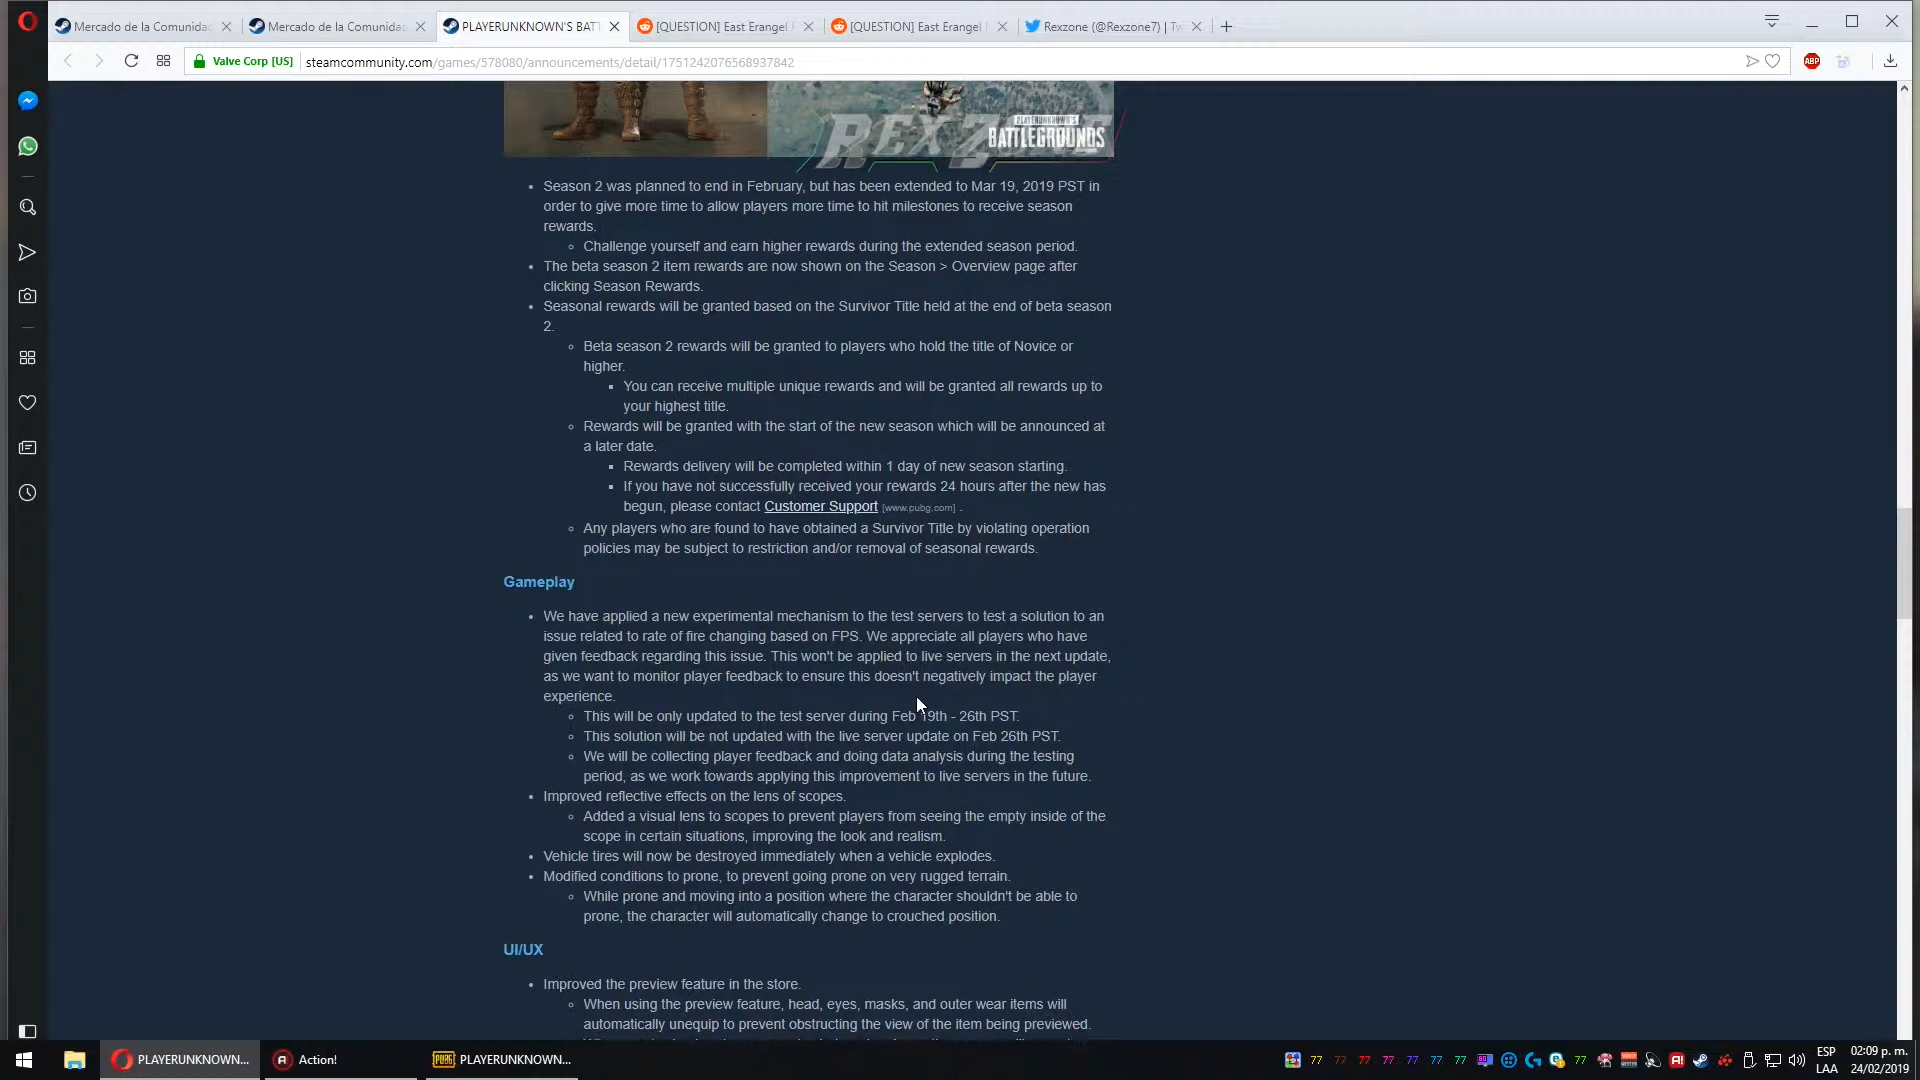 Mercado de la Comunidad
Mercado de la Comunidad
PLAYERUNKNOWN'S BATT
[QUESTION] East Erangel
[QUESTION] East Erangel
Rexzone (@Rexzone7) | Tw
Valve Corp [US]
steamcommunity.com/games/578080/announcements/detail/1751242076568937842
ABP
REX Z
PLAYERUNKNOWN'S
BATTLEGROUNDS
• Season 2 was planned to end in February, but has been extended to Mar 19, 2019 PST in
order to give more time to allow players more time to hit milestones to receive season
rewards.
◦ Challenge yourself and earn higher rewards during the extended season period.
• The beta season 2 item rewards are now shown on the Season > Overview page after
clicking Season Rewards.
• Seasonal rewards will be granted based on the Survivor Title held at the end of beta season
2.
◦ Beta season 2 rewards will be granted to players who hold the title of Novice or
higher.
▪ You can receive multiple unique rewards and will be granted all rewards up to
your highest title.
◦ Rewards will be granted with the start of the new season which will be announced at
a later date.
▪ Rewards delivery will be completed within 1 day of new season starting.
▪ If you have not successfully received your rewards 24 hours after the new has
begun, please contact Customer Support [www.pubg.com] .
◦ Any players who are found to have obtained a Survivor Title by violating operation
policies may be subject to restriction and/or removal of seasonal rewards.
Gameplay
• We have applied a new experimental mechanism to the test servers to test a solution to an
issue related to rate of fire changing based on FPS. We appreciate all players who have
given feedback regarding this issue. This won't be applied to live servers in the next update,
as we want to monitor player feedback to ensure this doesn't negatively impact the player
experience.
◦ This will be only updated to the test server during Feb 19th - 26th PST.
◦ This solution will be not updated with the live server update on Feb 26th PST.
◦ We will be collecting player feedback and doing data analysis during the testing
period, as we work towards applying this improvement to live servers in the future.
• Improved reflective effects on the lens of scopes.
◦ Added a visual lens to scopes to prevent players from seeing the empty inside of the
scope in certain situations, improving the look and realism.
• Vehicle tires will now be destroyed immediately when a vehicle explodes.
• Modified conditions to prone, to prevent going prone on very rugged terrain.
◦ While prone and moving into a position where the character shouldn't be able to
prone, the character will automatically change to crouched position.
UI/UX
• Improved the preview feature in the store.
◦ When using the preview feature, head, eyes, masks, and outer wear items will
automatically unequip to prevent obstructing the view of the item being previewed.
PLAYERUNKNOWN...
Action!
PUBG PLAYERUNKNOWN...
77 77 77 77 77 77 77 77
ESP
LAA
02:09 p. m.
24/02/2019